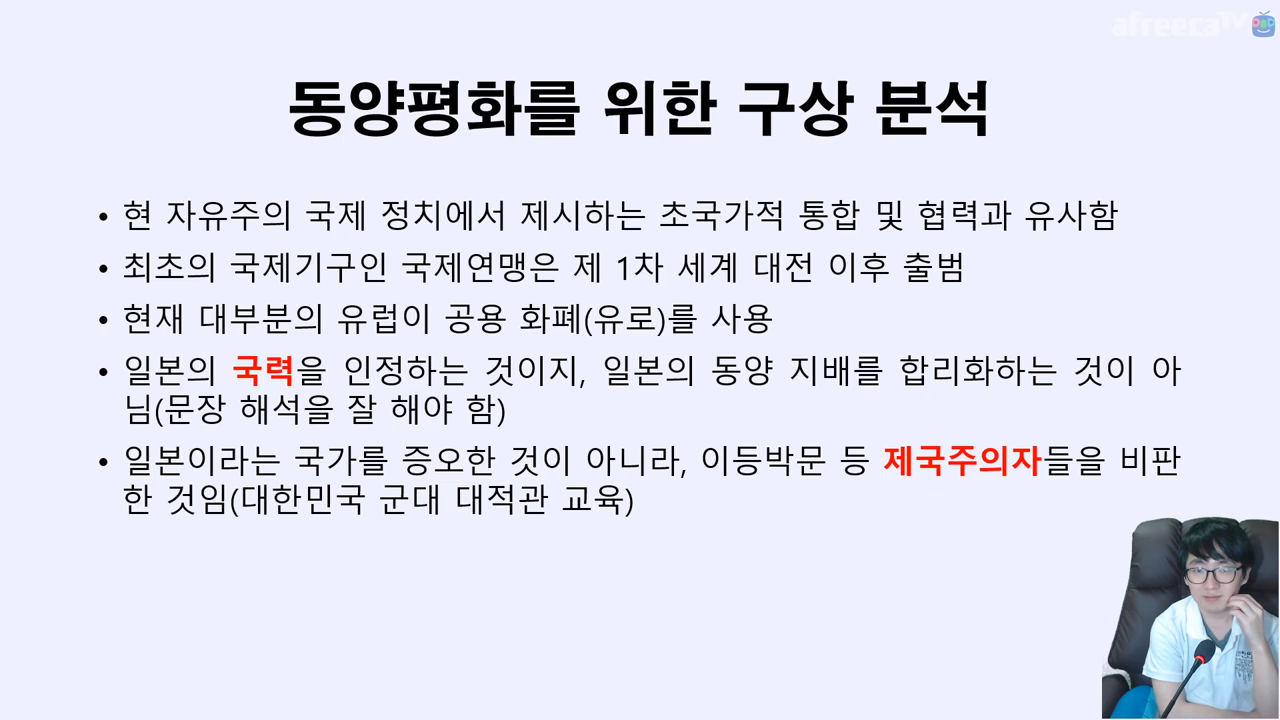 afreecaTV
동양평화를 위한 구상 분석
• 현 자유주의 국제 정치에서 제시하는 초국가적 통합 및 협력과 유사함
• 최초의 국제기구인 국제연맹은 제 1차 세계 대전 이후 출범
• 현재 대부분의 유럽이 공용 화폐(유로)를 사용
• 일본의 국력을 인정하는 것이지, 일본의 동양 지배를 합리화하는 것이 아
님(문장 해석을 잘 해야 함)
• 일본이라는 국가를 증오한 것이 아니라, 이등박문 등 제국주의자들을 비판
한 것임(대한민국 군대 대적관 교육)